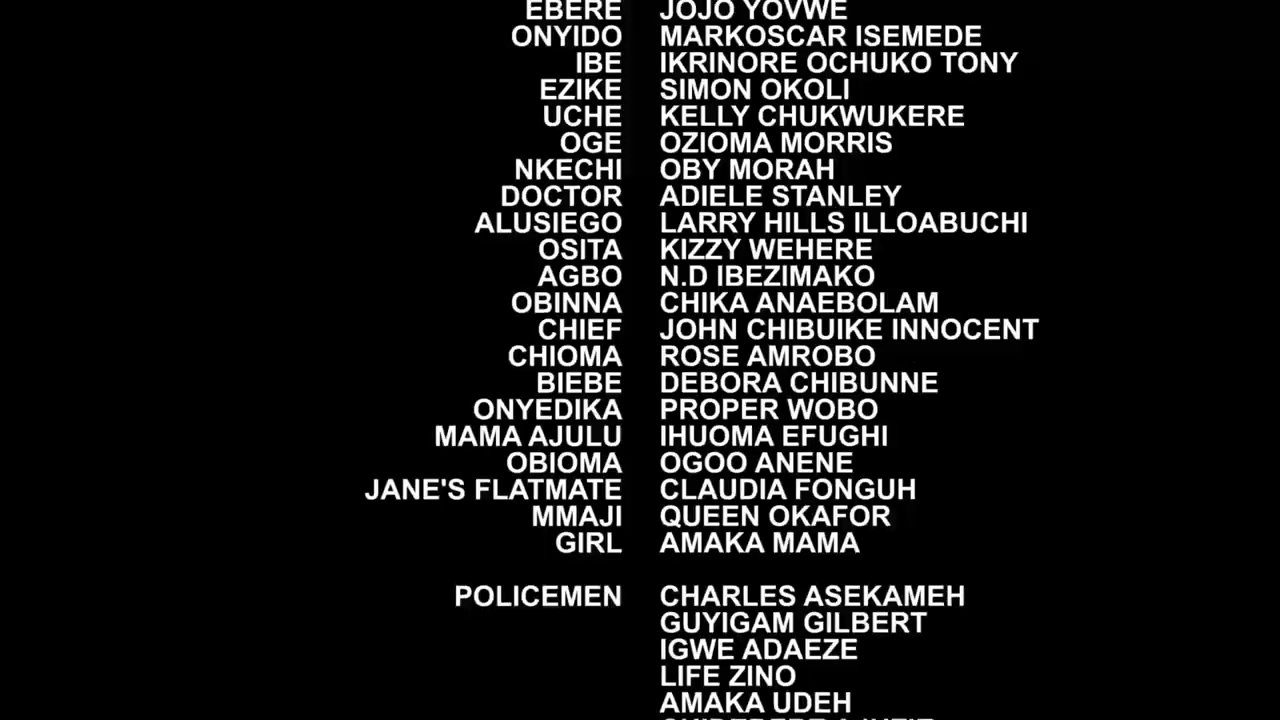 EBERE JOJO YOVWE
ONYIDO MARKOSCAR ISEMEDE
IBE IKRINORE OCHUKO TONY
EZIKE SIMON OKOLI
UCHE KELLY CHUKWUKERE
OGE OZIOMA MORRIS
NKECHI OBY MORAH
DOCTOR ADIELE STANLEY
ALUSIEGO LARRY HILLS ILLOABUCHI
OSITA KIZZY WEHERE
AGBO N.D IBEZIMAKO
OBINNA CHIKA ANAEBOLAM
CHIEF JOHN CHIBUIKE INNOCENT
CHIOMA ROSE AMROBO
BIEBE DEBORA CHIBUNNE
ONYEDIKA PROPER WOBO
MAMA AJULU IHUOMA EFUGHI
OBIOMA OGOO ANENE
JANE'S FLATMATE CLAUDIA FONGUH
MMAJI QUEEN OKAFOR
GIRL AMAKA MAMA
POLICEMEN CHARLES ASEKAMEH
GUYIGAM GILBERT
IGWE ADAEZE
LIFE ZINO
AMAKA UDEH